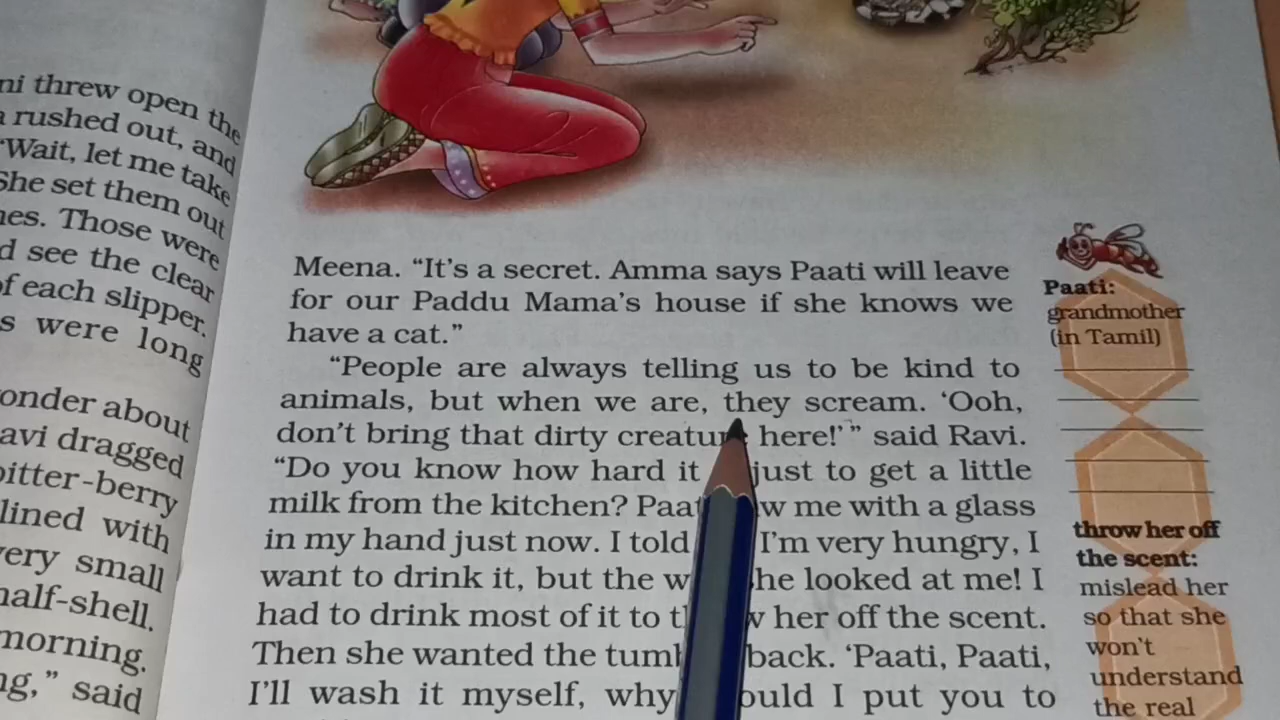 ni threw open the
rushed out, and
"Wait, let me take
She set them out
Those were
d see the clear
of each slipper.
s were long
onder about
avi dragged
bitter-berry
lined with
very small
half-shell.
morning.
said
Meena. "It's a secret. Amma says Paati will leave
for our Paddu Mama's house if she knows we
have a cat."
"People are always telling us to be kind to
animals, but when we are, they scream. 'Ooh,
don't bring that dirty creatur here!' " said Ravi.
"Do you know how hard it just to get a little
milk from the kitchen? Paat w me with a glass
in my hand just now. I told I'm very hungry, I
want to drink it, but the w he looked at me! I
had to drink most of it to t w her off the scent.
Then she wanted the tumb back. 'Paati, Paati,
I'll wash it myself, why ould I put you to
Paati:
grandmother
(in Tamil)
throw her off
the scent:
mislead her
so that she
won't
understand
the real